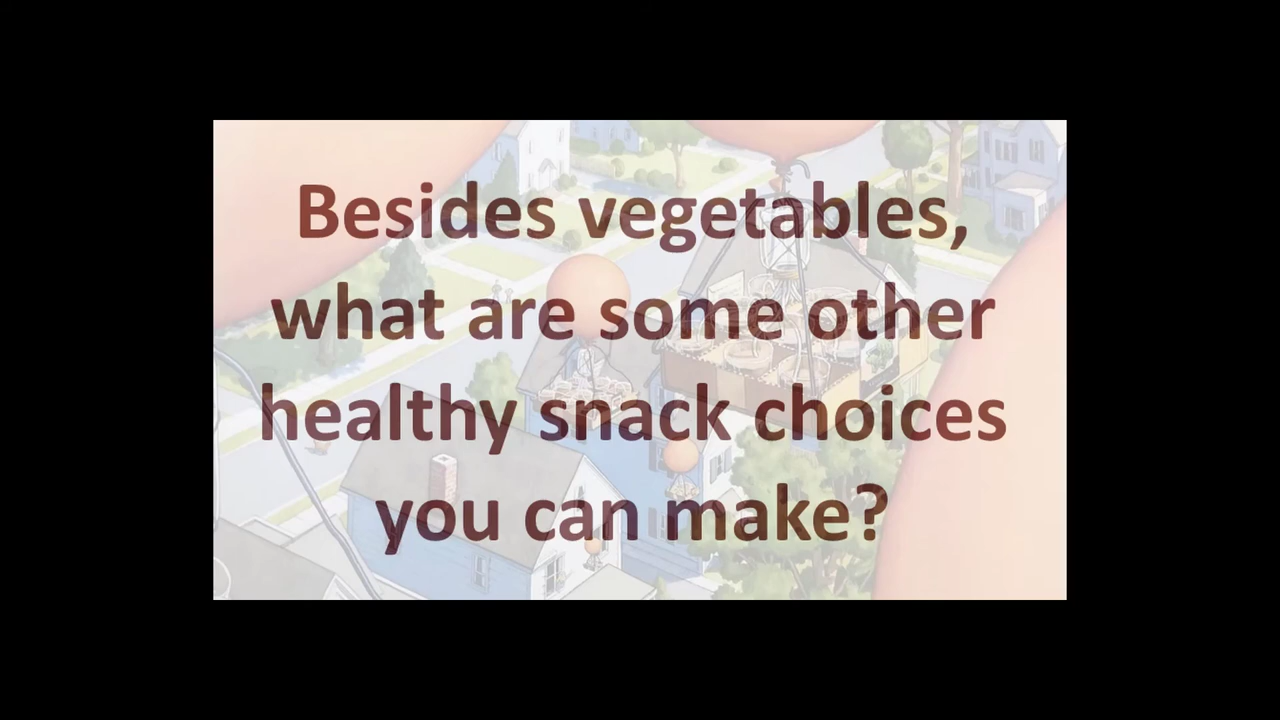 Besides vegetables,
what are some other
healthy snack choices
you can make?